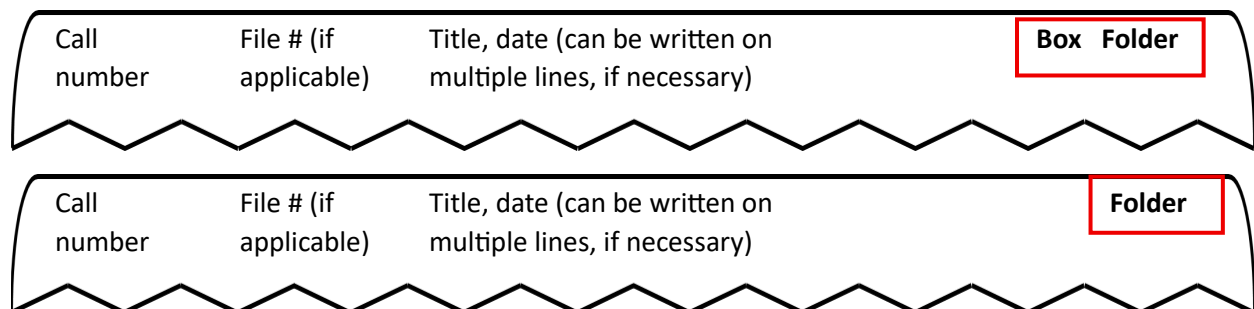 Call File # (if Title, date (can be written on Box Folder
number applicable) multiple lines, if necessary)
Call File # (if Title, date (can be written on Folder
number applicable) multiple lines, if necessary)